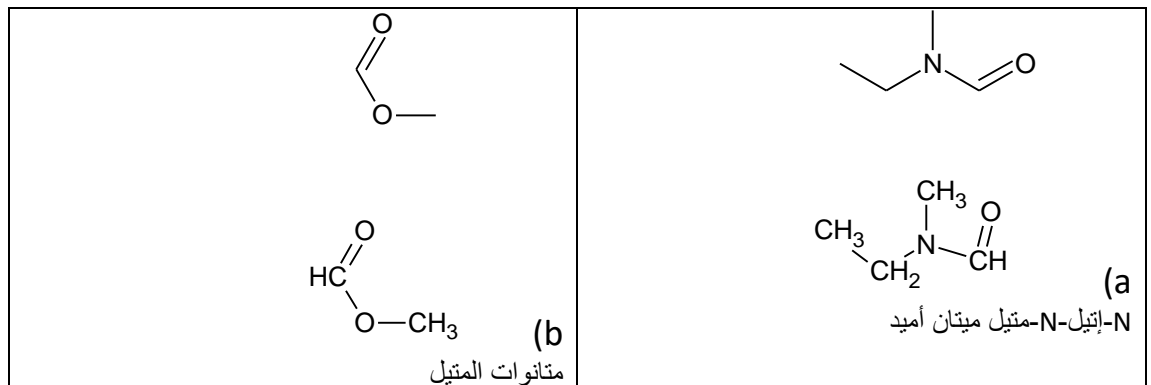 N
O
CH3
O
CH3
N
CH2
CH
(a
N-إتيل-N-متيل ميتان أميد
O
O
O
HC
O
CH3
(b
متانوات المتيل